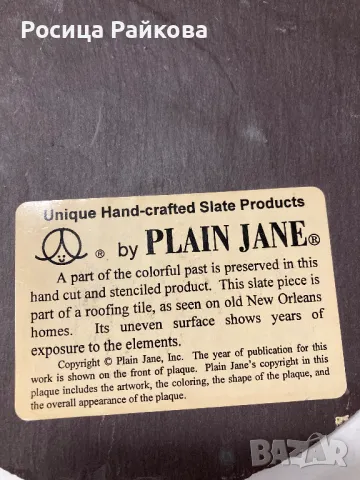 Росица Райкова
Unique Hand-crafted Slate Products
® by PLAIN JANE®
A part of the colorful past is preserved in this
hand cut and stenciled product. This slate piece is
part of a roofing tile, as seen on old New Orleans
homes. Its uneven surface shows years of
exposure to the elements.
Copyright © Plain Jane, Inc. The year of publication for this
work is shown on the front of plaque. Plain Jane's copyright in this
plaque includes the artwork, the coloring, the shape of the plaque, and
the overall appearance of the plaque.
BAZAR